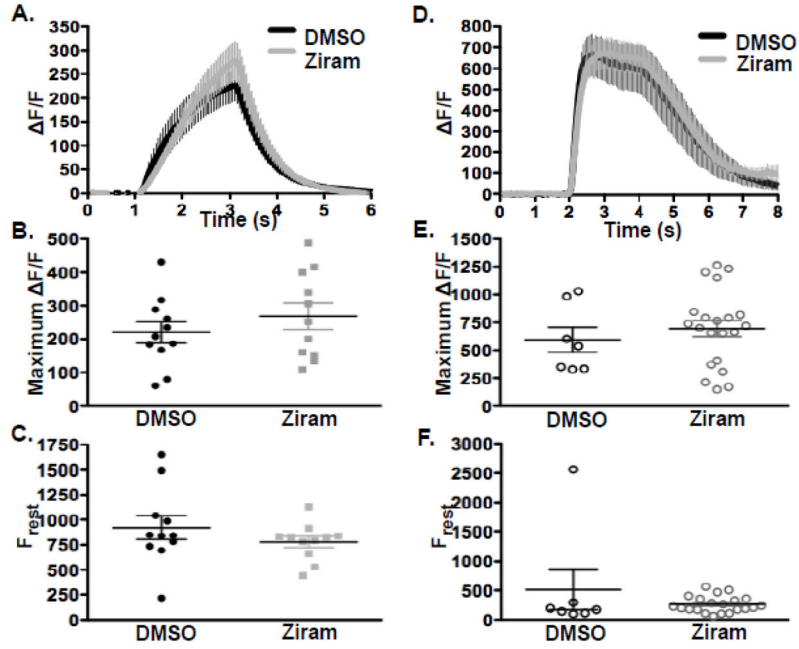 A.
350
300
250
200
150
100
50
0
ΔF/F
DMSO
Ziram
0 1 2 3 4 5 6
Time (s)
D.
800
700
600
500
400
300
200
100
0
ΔF/F
DMSO
Ziram
0 1 2 3 4 5 6 7 8
Time (s)
B.
500
400
300
200
100
0
Maximum ΔF/F
DMSO Ziram
E.
1500
1250
1000
750
500
250
0
Maximum ΔF/F
DMSO Ziram
C.
1750
1500
1250
1000
750
500
250
0
Frest
DMSO Ziram
F.
3000
2500
2000
1500
1000
500
0
Frest
DMSO Ziram